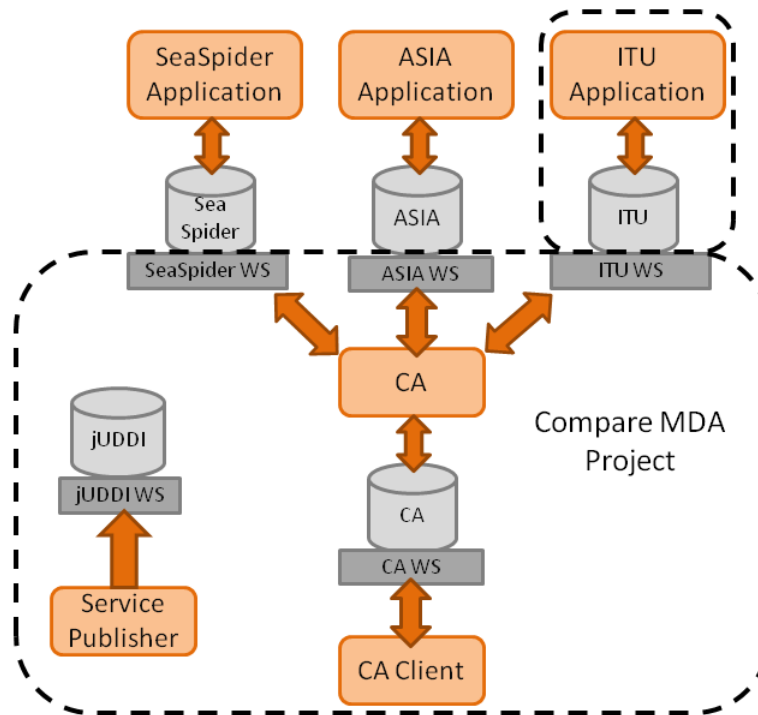 SeaSpider
Application
ASIA
Application
ITU
Application
Sea
Spider
ASIA
ITU
SeaSpider WS
ASIA WS
ITU WS
CA
jUDDI
Compare MDA
Project
jUDDI WS
CA
CA WS
Service
Publisher
CA Client